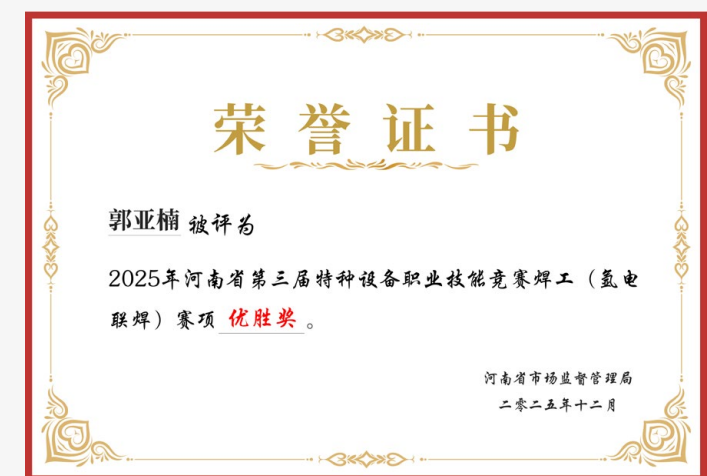 荣誉证书
郭亚楠 被评为
2025年河南省第三届特种设备职业技能竞赛焊工（氩电
联焊）赛项 优胜奖 。
河南省市场监督管理局
二零二五年十二月